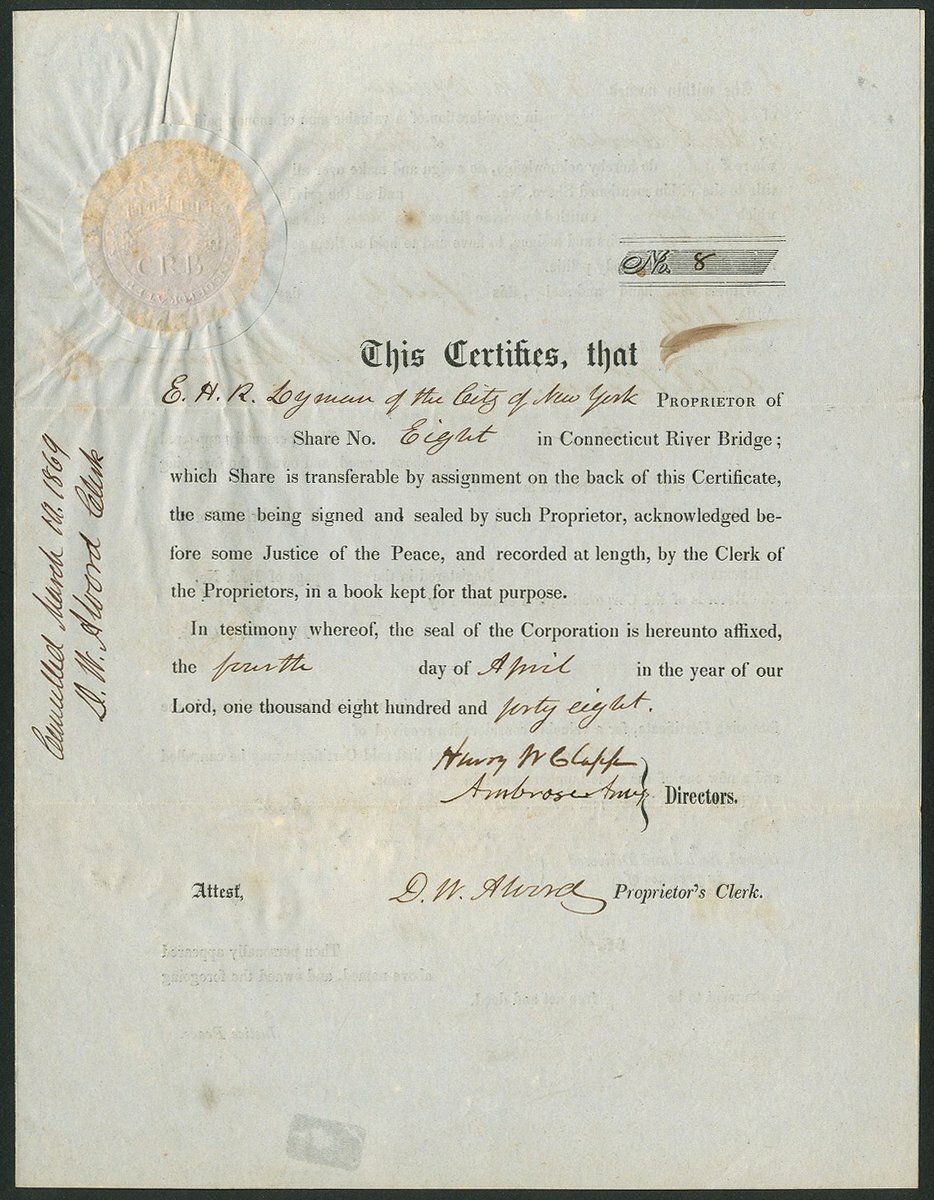 No. 8
This Certifies, that
E. H. R. Lyman of the City of New York PROPRIETOR of
Share No. Eight in Connecticut River Bridge;
which Share is transferable by assignment on the back of this Certificate,
the same being signed and sealed by such Proprietor, acknowledged be-
fore some Justice of the Peace, and recorded at length, by the Clerk of
the Proprietors, in a book kept for that purpose.
In testimony whereof, the seal of the Corporation is hereunto affixed,
the fourth day of April in the year of our
Lord, one thousand eight hundred and forty eight.
Harry W Clapp
Ambrose Directors.
Attest, D. W. Alvord Proprietor's Clerk.
Cancelled March 1869
D. W. Alvord Clerk
CRB